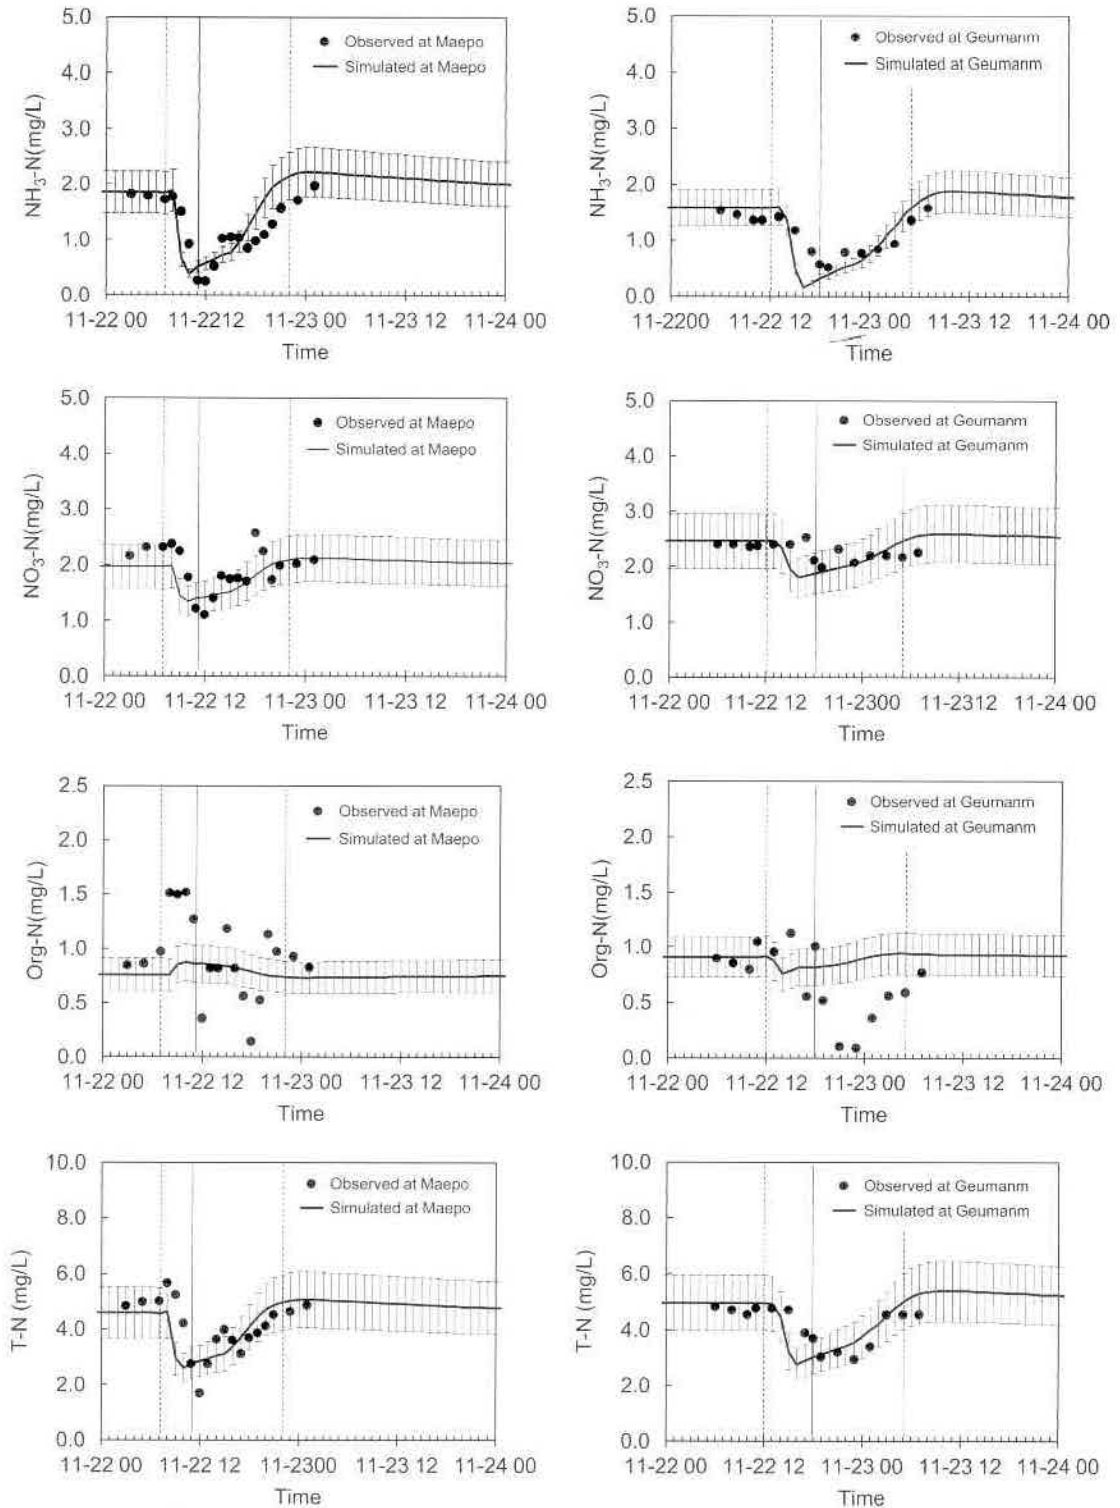 5.0
4.0
3.0
2.0
1.0
0.0
NH3-N(mg/L)
Observed at Maepo
Simulated at Maepo
11-22 00 11-22 12 11-23 00 11-23 12 11-24 00
Time
5.0
4.0
3.0
2.0
1.0
0.0
NH3-N(mg/L)
Observed at Geumanm
Simulated at Geumanm
11-2200 11-22 12 11-23 00 11-23 12 11-24 00
Time
5.0
4.0
3.0
2.0
1.0
0.0
NO3-N(mg/L)
Observed at Maepo
Simulated at Maepo
11-22 00 11-22 12 11-23 00 11-23 12 11-24 00
Time
5.0
4.0
3.0
2.0
1.0
0.0
NO3-N(mg/L)
Observed at Geumanm
Simulated at Geumanm
11-22 00 11-22 12 11-2300 11-2312 11-24 00
Time
2.5
2.0
1.5
1.0
0.5
0.0
Org-N(mg/L)
Observed at Maepo
Simulated at Maepo
11-22 00 11-22 12 11-23 00 11-23 12 11-24 00
Time
2.5
2.0
1.5
1.0
0.5
0.0
Org-N(mg/L)
Observed at Geumanm
Simulated at Geumanm
11-22 00 11-22 12 11-23 00 11-23 12 11-24 00
Time
10.0
8.0
6.0
4.0
2.0
0.0
T-N (mg/L)
Observed at Maepo
Simulated at Maepo
11-22 00 11-22 12 11-2300 11-23 12 11-24 00
Time
10.0
8.0
6.0
4.0
2.0
0.0
T-N (mg/L)
Observed at Geumanm
Simulated at Geumanm
11-22 00 11-22 12 11-23 00 11-23 12 11-24 00
Time